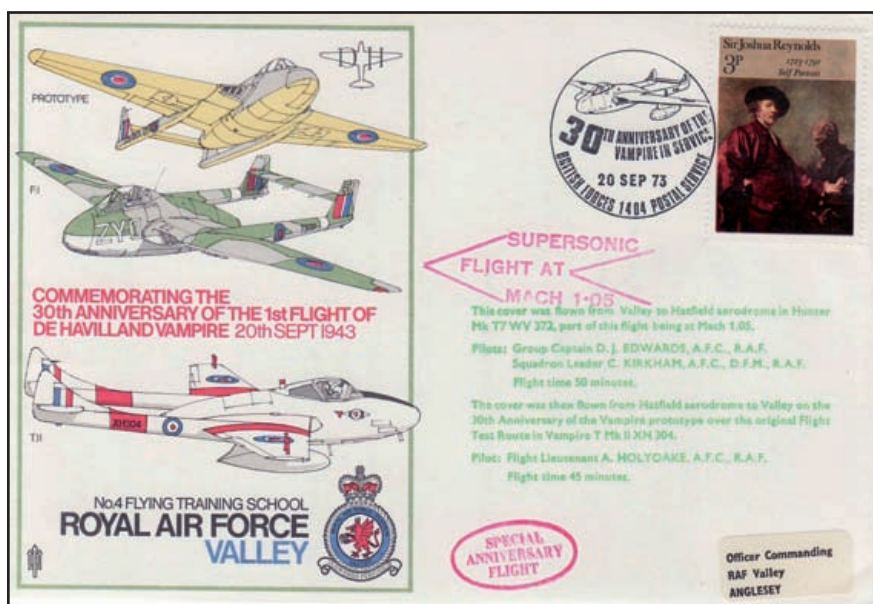 PROTOTYPE
F.I
ZY
COMMEMORATING THE
30th ANNIVERSARY OF THE 1st FLIGHT OF
DE HAVILLAND VAMPIRE 20th SEPT 1943
XH304
T.II
No.4 FLYING TRAINING SCHOOL
ROYAL AIR FORCE
VALLEY
30TH ANNIVERSARY OF THE
VAMPIRE IN SERVICE
20 SEP 73
BRITISH FORCES 1404 POSTAL SERVICE
Sir Joshua Reynolds
3P
1723-1792
Self Portrait
SUPERSONIC
FLIGHT AT
MACH 1·05
This cover was flown from Valley to Hatfield aerodrome in Hunter
Mk T7 WV 372, part of this flight being at Mach 1.05.
Pilots: Group Captain D. J. EDWARDS, A.F.C., R.A.F.
Squadron Leader C. KIRKHAM, A.F.C., D.F.M., R.A.F.
Flight time 50 minutes.
The cover was then flown from Hatfield aerodrome to Valley on the
30th Anniversary of the Vampire prototype over the original Flight
Test Route in Vampire T Mk II XH 304.
Pilot: Flight Lieutenant A. HOLYOAKE, A.F.C., R.A.F.
Flight time 45 minutes.
SPECIAL
ANNIVERSARY
FLIGHT
Officer Commanding
RAF Valley
ANGLESEY